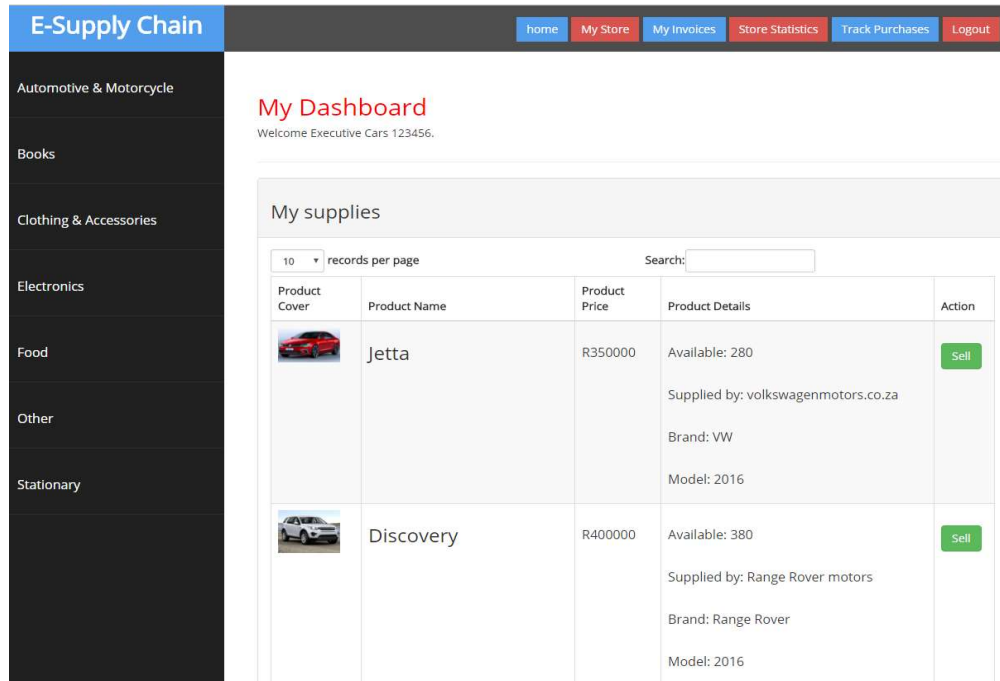 E-Supply Chain
home My Store My Invoices Store Statistics Track Purchases Logout
Automotive & Motorcycle
Books
Clothing & Accessories
Electronics
Food
Other
Stationary
My Dashboard
Welcome Executive Cars 123456.
My supplies
10 records per page Search:
Product Cover Product Name Product Price Product Details Action
Jetta R350000 Available: 280 Sell
Supplied by: volkswagenmotors.co.za
Brand: VW
Model: 2016
Discovery R400000 Available: 380 Sell
Supplied by: Range Rover motors
Brand: Range Rover
Model: 2016